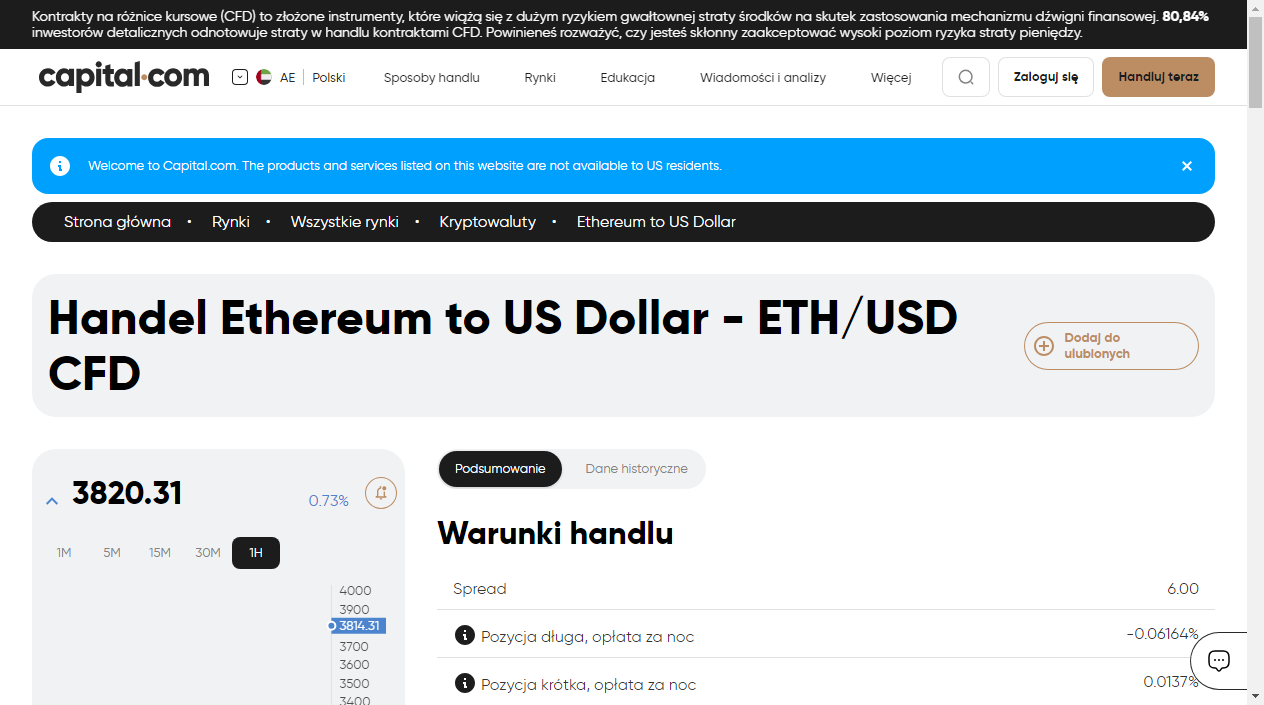 Kontrakty na różnice kursowe (CFD) to złożone instrumenty, które wiążą się z dużym ryzykiem gwałtownej straty środków na skutek zastosowania mechanizmu dźwigni finansowej. 80,84%
inwestorów detalicznych odnotowuje straty w handlu kontraktami CFD. Powinieneś rozważyć, czy jesteś skłonny zaakceptować wysoki poziom ryzyka straty pieniędzy.
capital.com AE Polski Sposoby handlu Rynki Edukacja Wiadomości i analizy Więcej Zaloguj się Handluj teraz
Welcome to Capital.com. The products and services listed on this website are not available to US residents.
Strona główna • Rynki • Wszystkie rynki • Kryptowaluty • Ethereum to US Dollar
Handel Ethereum to US Dollar - ETH/USD
CFD
Dodaj do
ulubionych
3820.31 0.73%
1M 5M 15M 30M 1H
4000
3900
3814.31
3700
3600
3500
3400
Podsumowanie Dane historyczne
Warunki handlu
Spread 6.00
Pozycja długa, opłata za noc -0.06164%
Pozycja krótka, opłata za noc 0.0137%